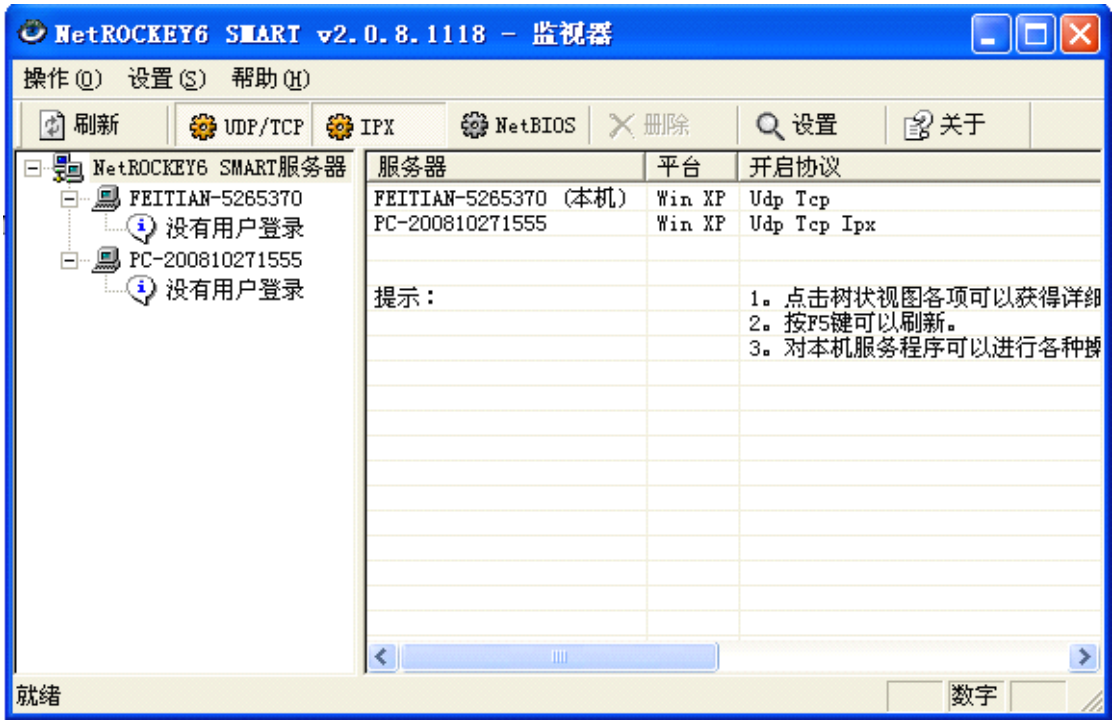 NetROCKEY6 SMART v2.0.8.1118 - 监视器
操作(O) 设置(S) 帮助(H)
刷新 UDP/TCP IPX NetBIOS 删除 设置 关于
NetROCKEY6 SMART服务器
FEITIAN-5265370
没有用户登录
PC-200810271555
没有用户登录
服务器 平台 开启协议
FEITIAN-5265370 (本机) Win XP Udp Tcp
PC-200810271555 Win XP Udp Tcp Ipx
提示： 1。点击树状视图各项可以获得详细
2。按F5键可以刷新。
3。对本机服务程序可以进行各种操
就绪 数字